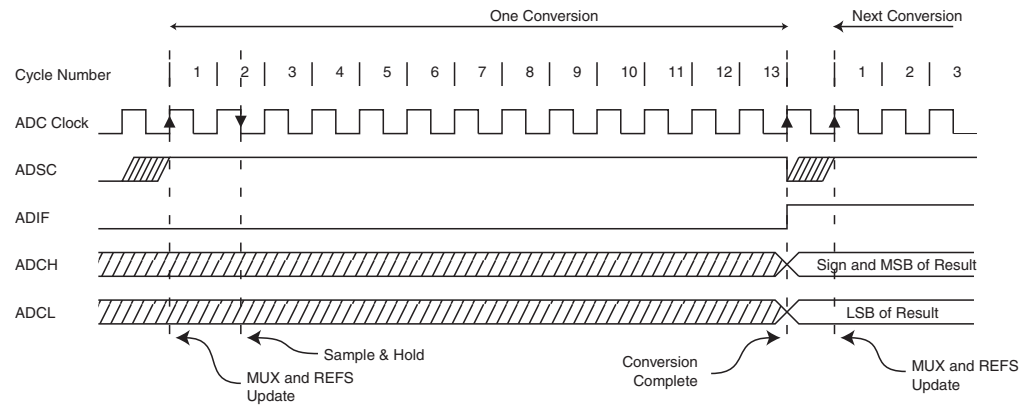 One Conversion
Next Conversion
Cycle Number
1 2 3 4 5 6 7 8 9 10 11 12 13 1 2 3
ADC Clock
ADSC
ADIF
ADCH
Sign and MSB of Result
ADCL
LSB of Result
MUX and REFS
Update
Sample & Hold
Conversion
Complete
MUX and REFS
Update